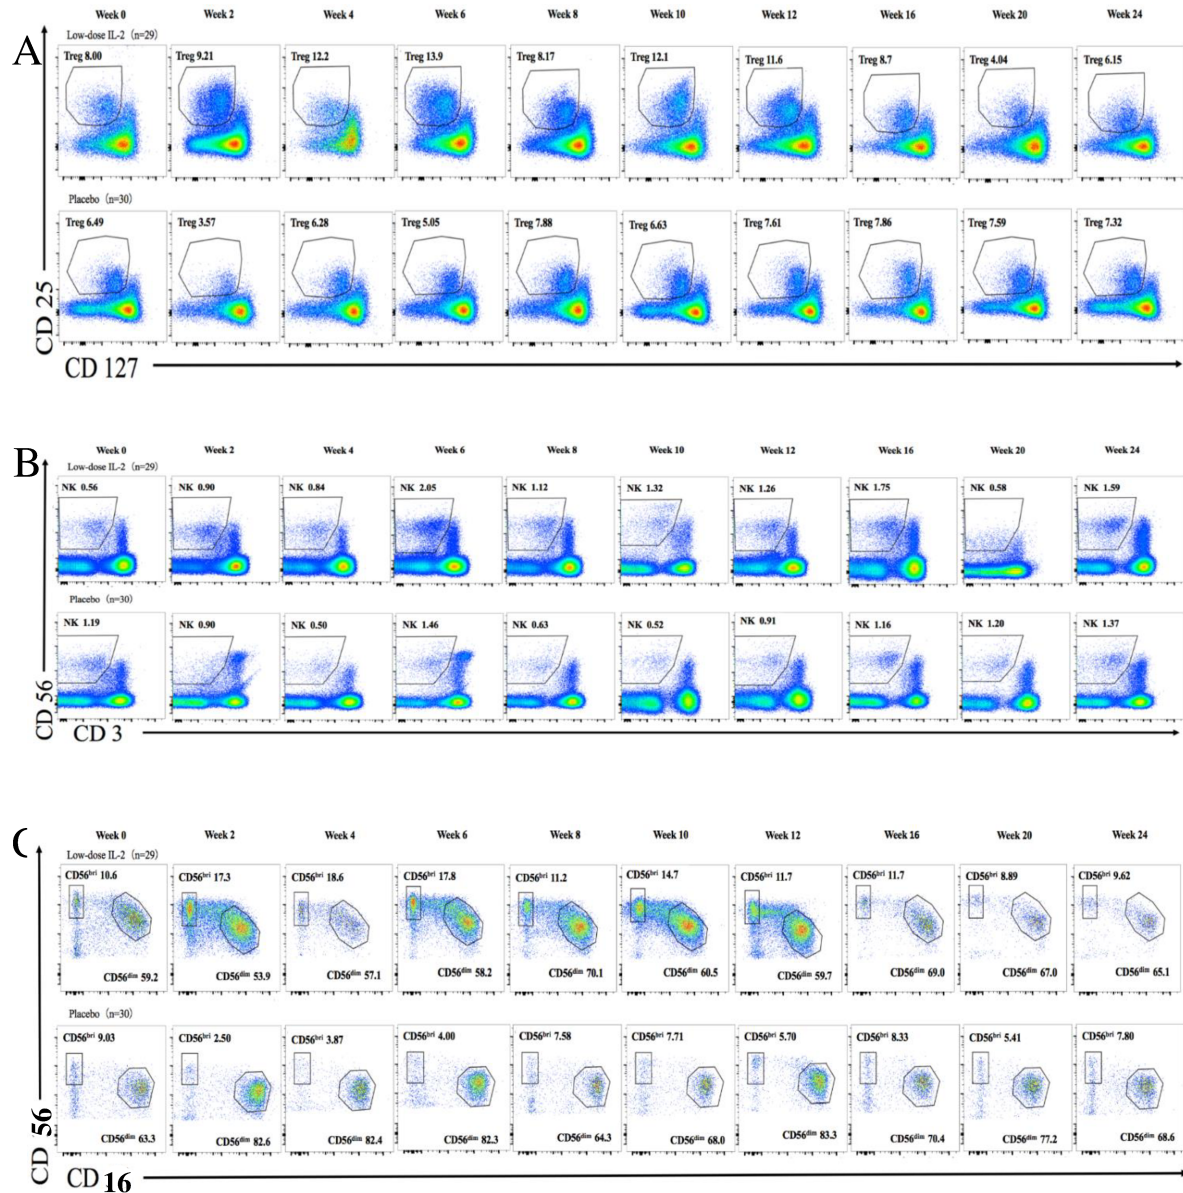 A
Week 0 Week 2 Week 4 Week 6 Week 8 Week 10 Week 12 Week 16 Week 20 Week 24
Low-dose IL-2 (n=29)
Treg 8.00 Treg 9.21 Treg 12.2 Treg 13.9 Treg 8.17 Treg 12.1 Treg 11.6 Treg 8.7 Treg 4.04 Treg 6.15
Placebo (n=30)
Treg 6.49 Treg 3.57 Treg 6.28 Treg 5.05 Treg 7.88 Treg 6.63 Treg 7.61 Treg 7.86 Treg 7.59 Treg 7.32
CD 25
CD 127
B
Week 0 Week 2 Week 4 Week 6 Week 8 Week 10 Week 12 Week 16 Week 20 Week 24
Low-dose IL-2 (n=29)
NK 0.56 NK 0.90 NK 0.84 NK 2.05 NK 1.12 NK 1.32 NK 1.26 NK 1.75 NK 0.58 NK 1.59
Placebo (n=30)
NK 1.19 NK 0.90 NK 0.50 NK 1.46 NK 0.63 NK 0.52 NK 0.91 NK 1.16 NK 1.20 NK 1.37
CD 56
CD 3
C
Week 0 Week 2 Week 4 Week 6 Week 8 Week 10 Week 12 Week 16 Week 20 Week 24
Low-dose IL-2 (n=29)
CD56bri 10.6 CD56bri 17.3 CD56bri 18.6 CD56bri 17.8 CD56bri 11.2 CD56bri 14.7 CD56bri 11.7 CD56bri 11.7 CD56bri 8.89 CD56bri 9.62
CD56dim 59.2 CD56dim 53.9 CD56dim 57.1 CD56dim 58.2 CD56dim 70.1 CD56dim 60.5 CD56dim 59.7 CD56dim 69.0 CD56dim 67.0 CD56dim 65.1
Placebo (n=30)
CD56bri 9.03 CD56bri 2.50 CD56bri 3.87 CD56bri 4.00 CD56bri 7.58 CD56bri 7.71 CD56bri 5.70 CD56bri 8.33 CD56bri 5.41 CD56bri 7.80
CD56dim 63.3 CD56dim 82.6 CD56dim 82.4 CD56dim 82.3 CD56dim 64.3 CD56dim 68.0 CD56dim 83.3 CD56dim 70.4 CD56dim 77.2 CD56dim 68.6
CD 56
CD 16